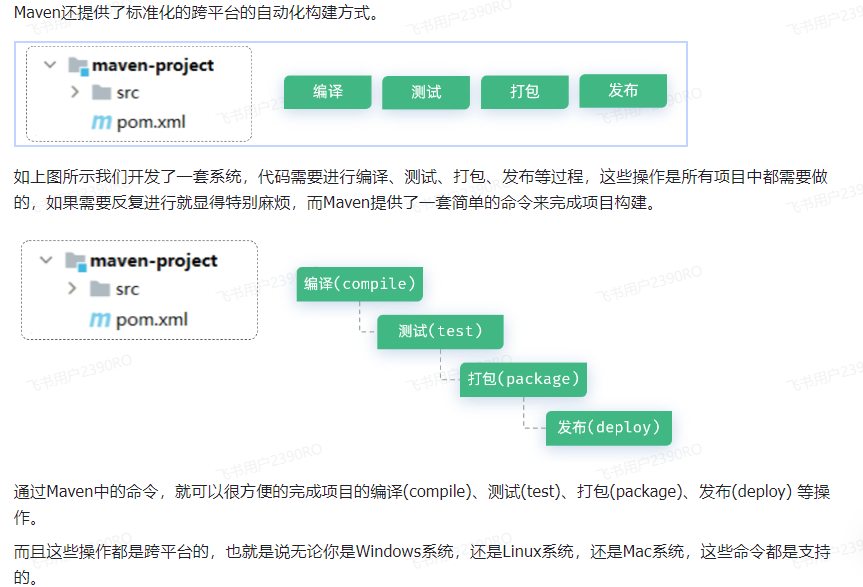 Maven还提供了标准化的跨平台的自动化构建方式。
maven-project
src
pom.xml
编译 测试 打包 发布
如上图所示我们开发了一套系统，代码需要进行编译、测试、打包、发布等过程，这些操作是所有项目中都需要做
的，如果需要反复进行就显得特别麻烦，而Maven提供了一套简单的命令来完成项目构建。
maven-project
src
pom.xml
编译(compile)
测试(test)
打包(package)
发布(deploy)
通过Maven中的命令，就可以很方便的完成项目的编译(compile)、测试(test)、打包(package)、发布(deploy) 等操
作。
而且这些操作都是跨平台的，也就是说无论你是Windows系统，还是Linux系统，还是Mac系统，这些命令都是支持
的。
飞书用户2390RO